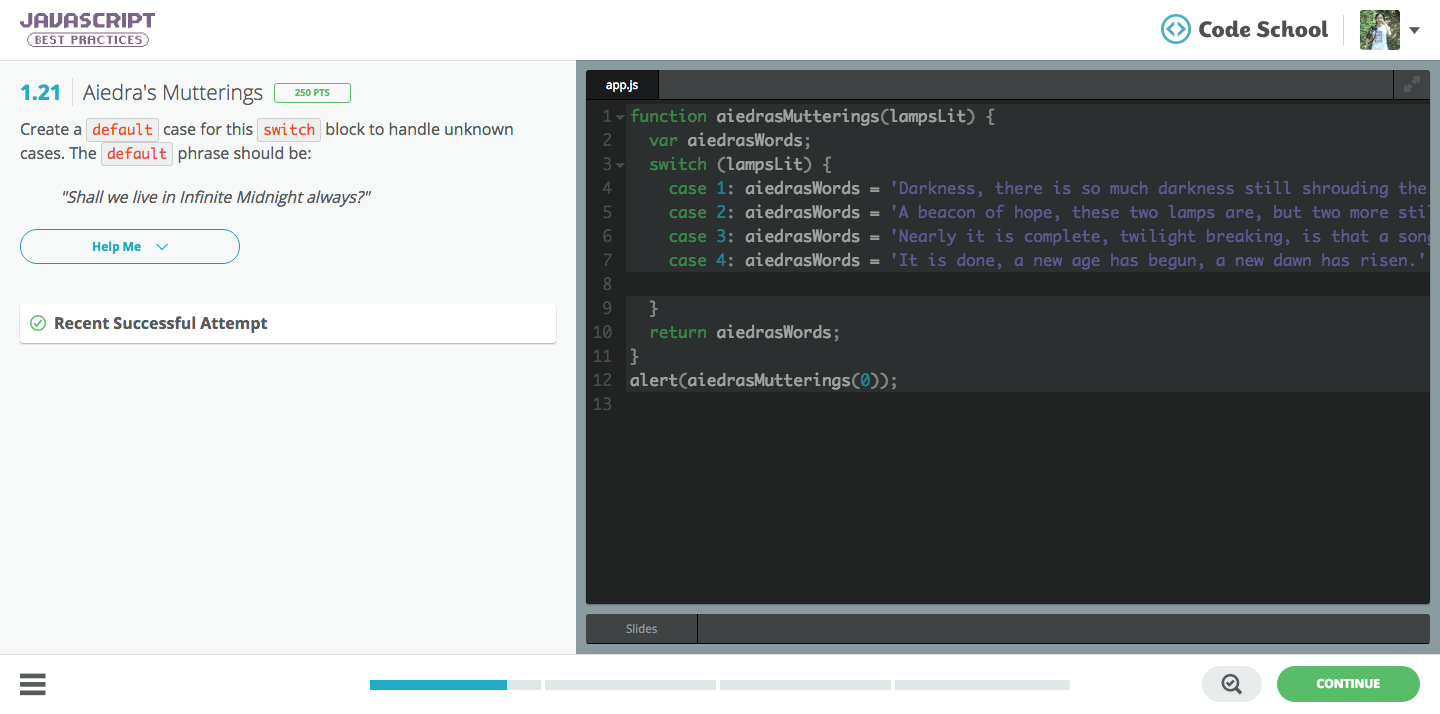 JAVASCRIPT
BEST PRACTICES
Code School
1.21 Aiedra's Mutterings 250 PTS
Create a default case for this switch block to handle unknown
cases. The default phrase should be:
"Shall we live in Infinite Midnight always?"
Help Me
Recent Successful Attempt
app.js
1 function aiedrasMutterings(lampsLit) {
2 var aiedrasWords;
3 switch (lampsLit) {
4 case 1: aiedrasWords = 'Darkness, there is so much darkness still shrouding the
5 case 2: aiedrasWords = 'A beacon of hope, these two lamps are, but two more
6 case 3: aiedrasWords = 'Nearly it is complete, twilight breaking, is that a
7 case 4: aiedrasWords = 'It is done, a new age has begun, a new dawn has risen.'
8
9 }
10 return aiedrasWords;
11 }
12 alert(aiedrasMutterings(0));
13
Slides
CONTINUE